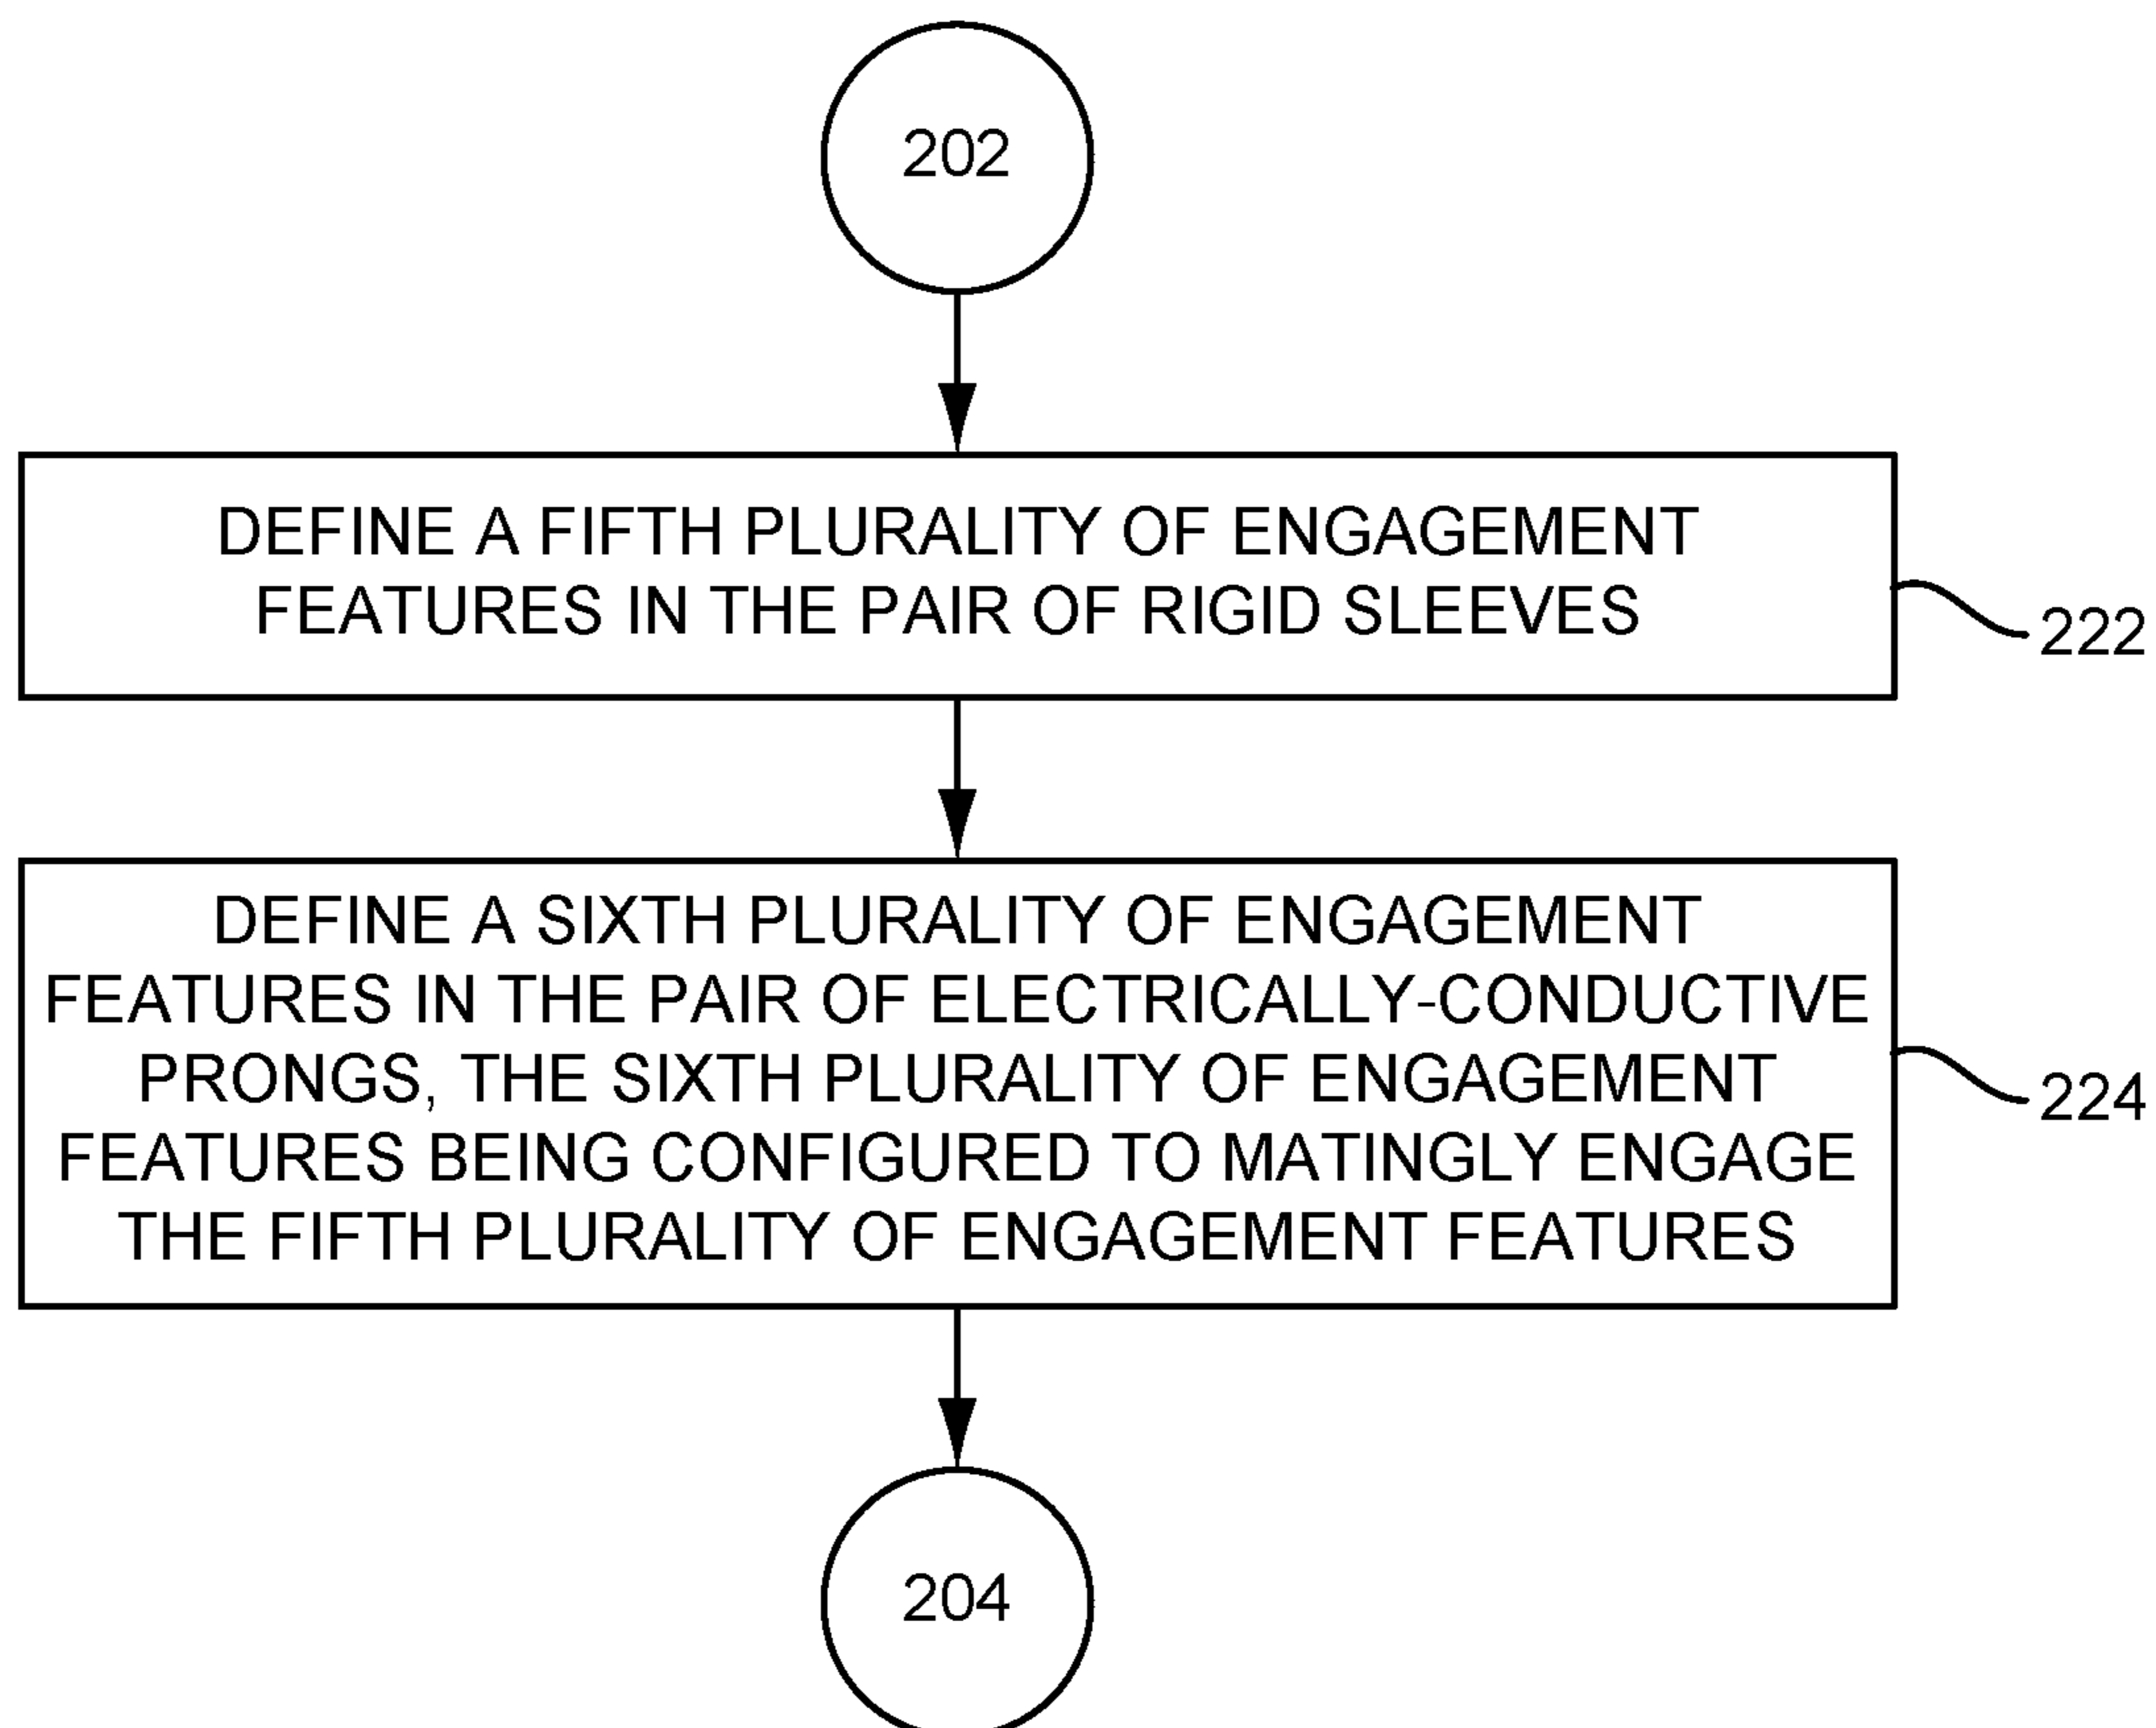 202
DEFINE A FIFTH PLURALITY OF ENGAGEMENT
FEATURES IN THE PAIR OF RIGID SLEEVES
222
DEFINE A SIXTH PLURALITY OF ENGAGEMENT
FEATURES IN THE PAIR OF ELECTRICALLY-CONDUCTIVE
PRONGS, THE SIXTH PLURALITY OF ENGAGEMENT
FEATURES BEING CONFIGURED TO MATINGLY ENGAGE
THE FIFTH PLURALITY OF ENGAGEMENT FEATURES
224
204